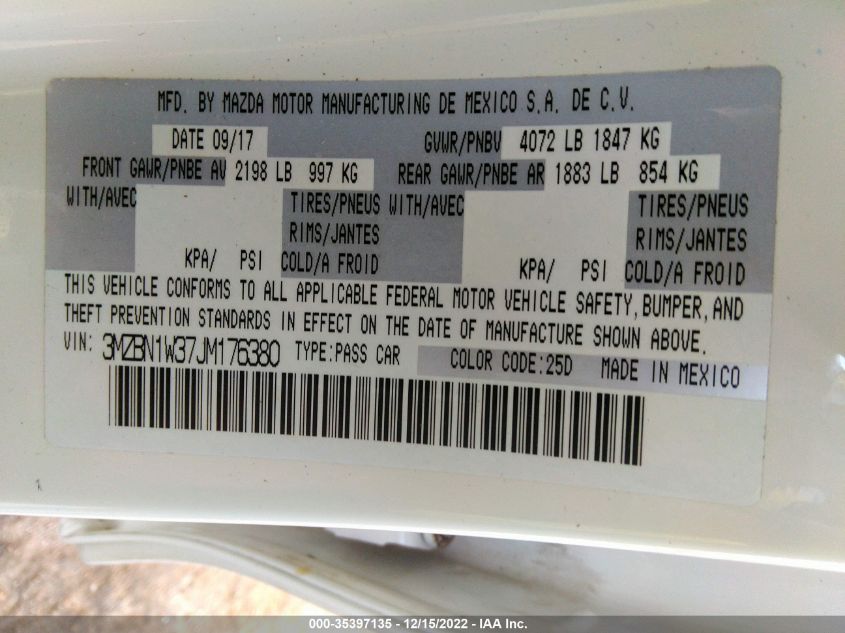 MFD. BY MAZDA MOTOR MANUFACTURING DE MEXICO S.A. DE C.V.
DATE 09/17 GVWR/PNBV 4072 LB 1847 KG
FRONT GAWR/PNBE AV 2198 LB 997 KG REAR GAWR/PNBE AR 1883 LB 854 KG
WITH/AVEC TIRES/PNEUS WITH/AVEC TIRES/PNEUS
RIMS/JANTES RIMS/JANTES
KPA/ PSI COLD/A FROID KPA/ PSI COLD/A FROID
THIS VEHICLE CONFORMS TO ALL APPLICABLE FEDERAL MOTOR VEHICLE SAFETY, BUMPER, AND
THEFT PREVENTION STANDARDS IN EFFECT ON THE DATE OF MANUFACTURE SHOWN ABOVE.
VIN: 3MZBN1W37JM176380 TYPE:PASS CAR COLOR CODE:25D MADE IN MEXICO
000-35397135 - 12/15/2022 - IAA Inc.